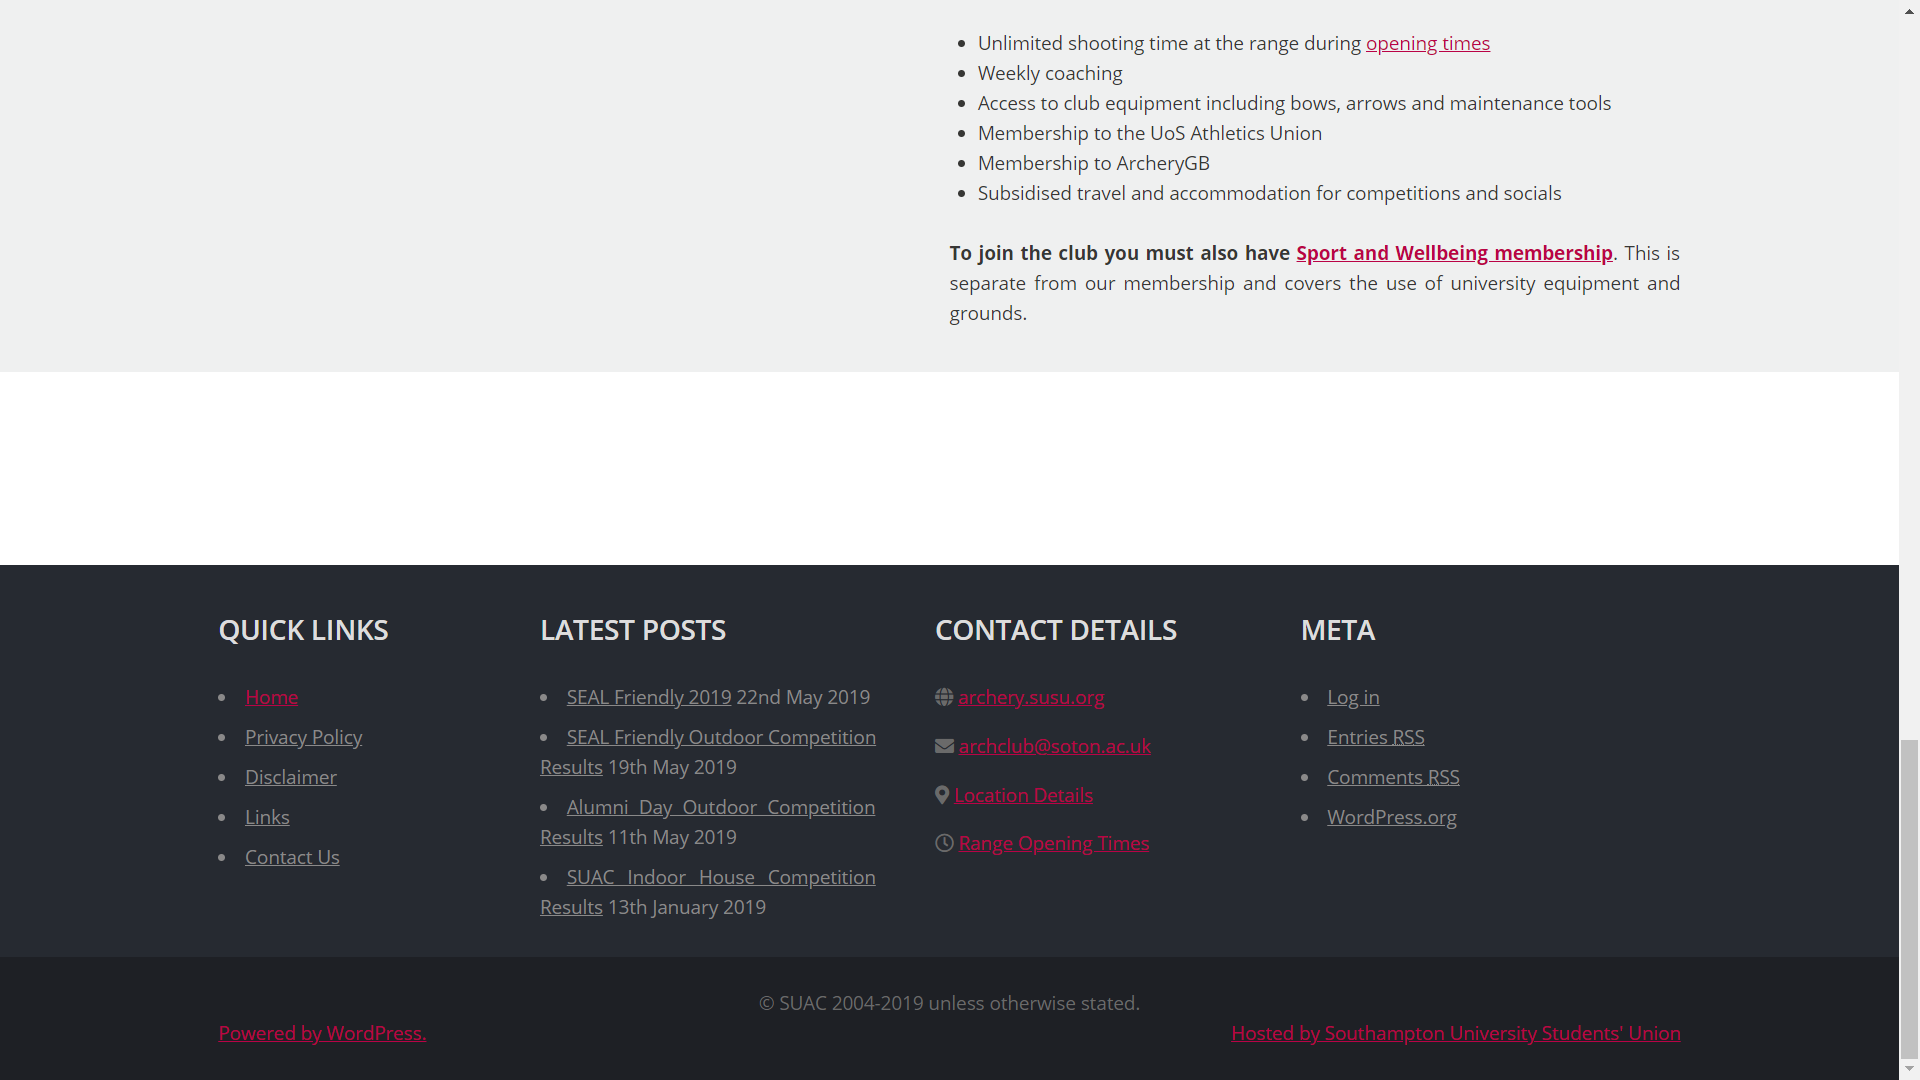 Unlimited shooting time at the range during opening times
Weekly coaching
Access to club equipment including bows, arrows and maintenance tools
Membership to the UoS Athletics Union
Membership to ArcheryGB
Subsidised travel and accommodation for competitions and socials
To join the club you must also have Sport and Wellbeing membership. This is
separate from our membership and covers the use of university equipment and
grounds.
QUICK LINKS
Home
Privacy Policy
Disclaimer
Links
Contact Us
LATEST POSTS
SEAL Friendly 2019 22nd May 2019
SEAL Friendly Outdoor Competition
Results 19th May 2019
Alumni Day Outdoor Competition
Results 11th May 2019
SUAC Indoor House Competition
Results 13th January 2019
CONTACT DETAILS
archery.susu.org
archclub@soton.ac.uk
Location Details
Range Opening Times
META
Log in
Entries RSS
Comments RSS
WordPress.org
© SUAC 2004-2019 unless otherwise stated.
Powered by WordPress.
Hosted by Southampton University Students' Union